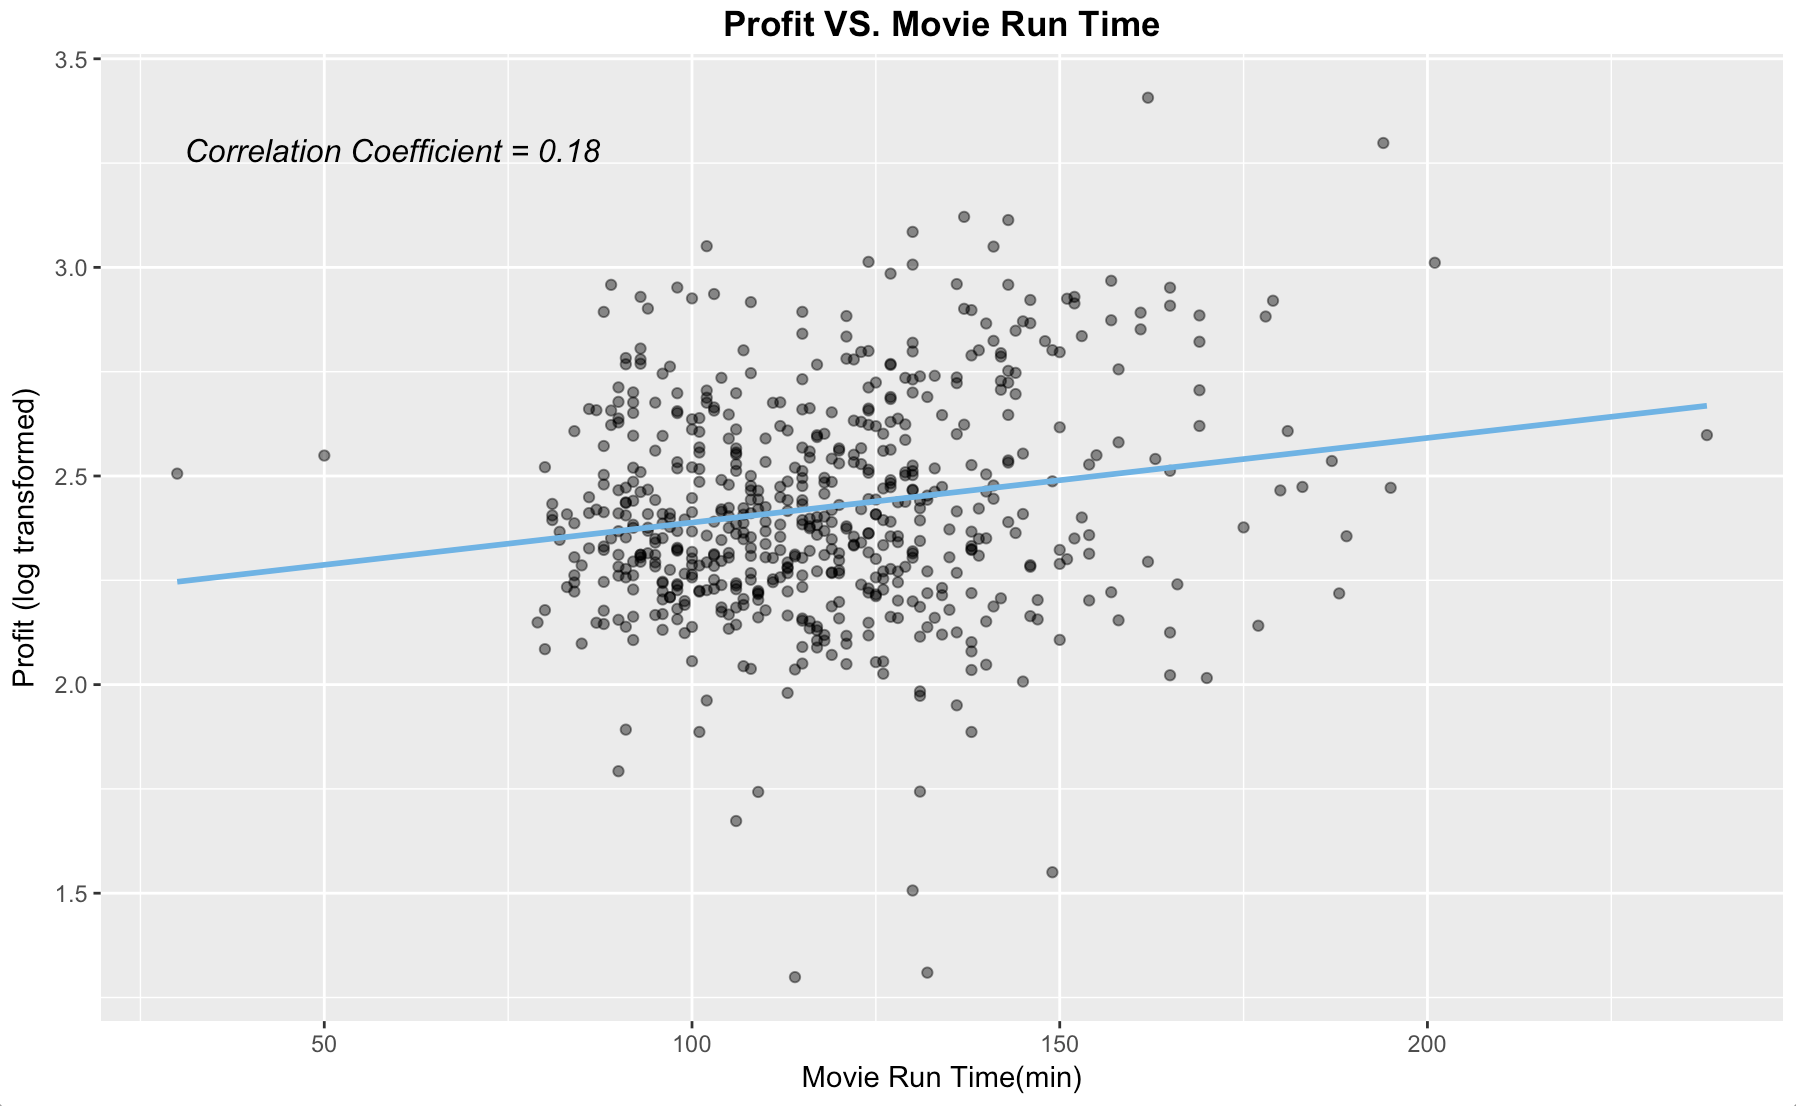 Profit VS. Movie Run Time
Correlation Coefficient = 0.18
Profit (log transformed)
3.5
3.0
2.5
2.0
1.5
50
100
150
200
Movie Run Time(min)